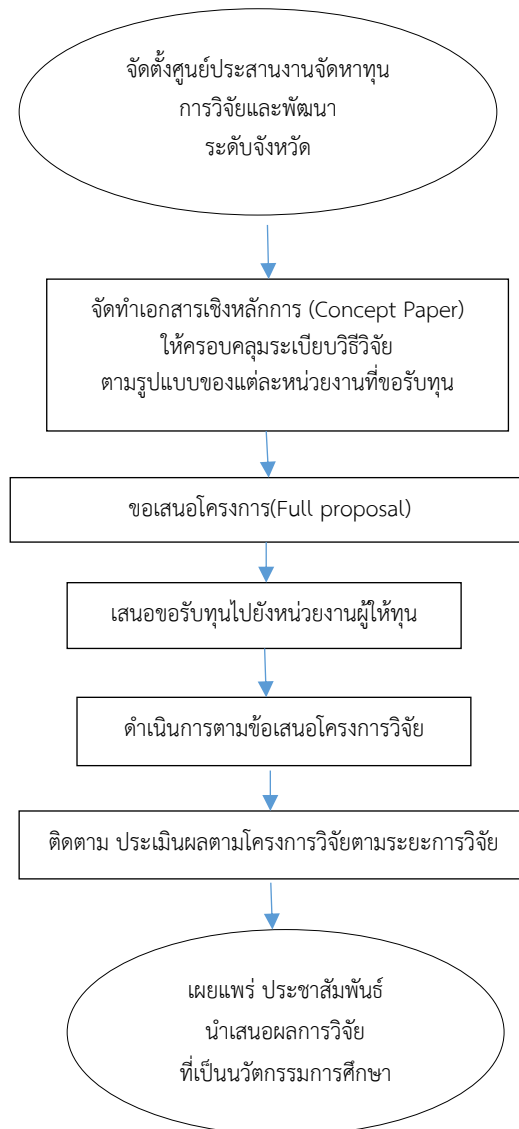 จัดตั้งศูนย์ประสานงานจัดหาทุน
การวิจัยและพัฒนา
ระดับจังหวัด
จัดทำเอกสารเชิงหลักการ (Concept Paper)
ให้ครอบคลุมระเบียบวิธีวิจัย
ตามรูปแบบของแต่ละหน่วยงานที่ขอรับทุน
ขอเสนอโครงการ(Full proposal)
เสนอขอรับทุนไปยังหน่วยงานผู้ให้ทุน
ดำเนินการตามข้อเสนอโครงการวิจัย
ติดตาม ประเมินผลตามโครงการวิจัยตามระยะการวิจัย
เผยแพร่ ประชาสัมพันธ์
นำเสนอผลการวิจัย
ที่เป็นนวัตกรรมการศึกษา